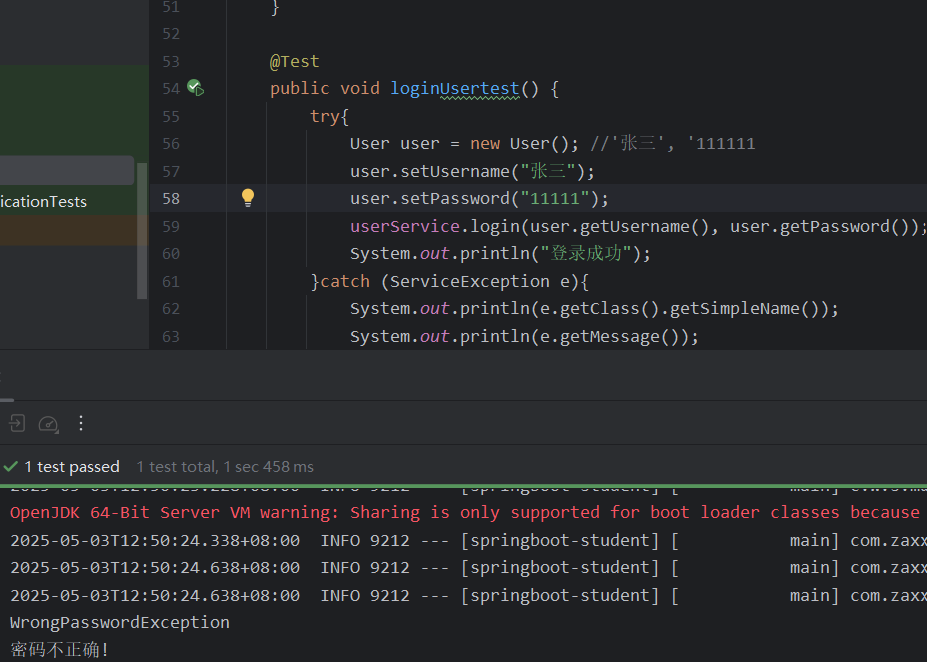 51 }
52
53 @Test
54 public void loginUsertest() {
55 try{
56 User user = new User(); //'张三', '111111
57 user.setUsername("张三");
58 user.setPassword("11111");
59 userService.login(user.getUsername(), user.getPassword());
60 System.out.println("登录成功");
61 }catch (ServiceException e){
62 System.out.println(e.getClass().getSimpleName());
63 System.out.println(e.getMessage());
icationTests
1 test passed 1 test total, 1 sec 458 ms
OpenJDK 64-Bit Server VM warning: Sharing is only supported for boot loader classes because
2025-05-03T12:50:24.338+08:00 INFO 9212 --- [springboot-student] [ main] com.zaxx
2025-05-03T12:50:24.638+08:00 INFO 9212 --- [springboot-student] [ main] com.zaxx
2025-05-03T12:50:24.638+08:00 INFO 9212 --- [springboot-student] [ main] com.zaxx
WrongPasswordException
密码不正确!